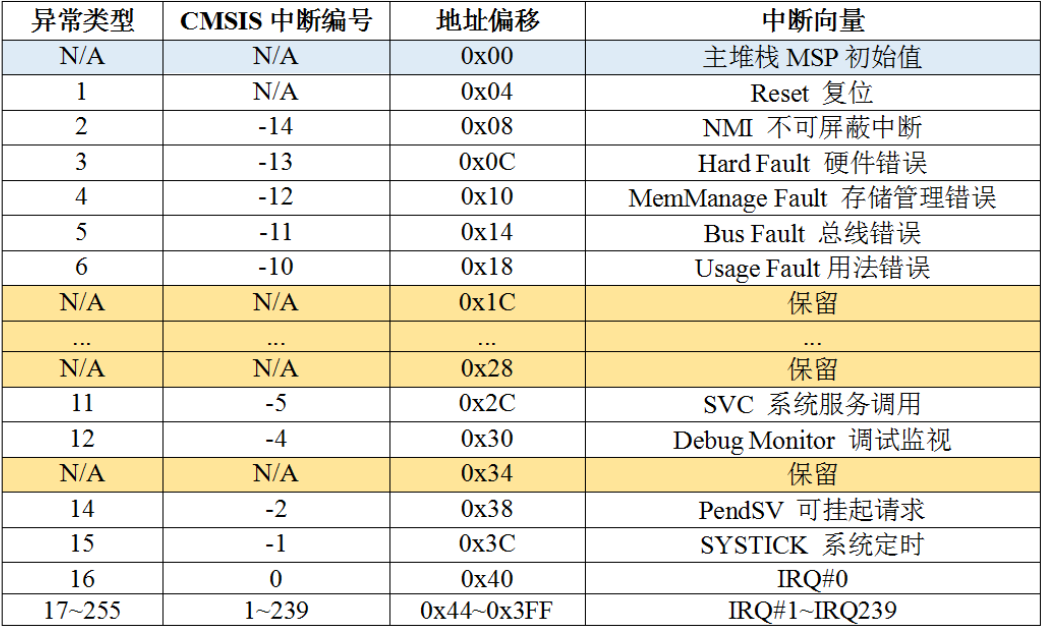 异常类型 CMSIS 中断编号 地址偏移 中断向量
N/A N/A 0x00 主堆栈 MSP 初始值
1 N/A 0x04 Reset 复位
2 -14 0x08 NMI 不可屏蔽中断
3 -13 0x0C Hard Fault 硬件错误
4 -12 0x10 MemManage Fault 存储管理错误
5 -11 0x14 Bus Fault 总线错误
6 -10 0x18 Usage Fault 用法错误
N/A N/A 0x1C 保留
... ... ... ...
N/A N/A 0x28 保留
11 -5 0x2C SVC 系统服务调用
12 -4 0x30 Debug Monitor 调试监视
N/A N/A 0x34 保留
14 -2 0x38 PendSV 可挂起请求
15 -1 0x3C SYSTICK 系统定时
16 0 0x40 IRQ#0
17~255 1~239 0x44~0x3FF IRQ#1~IRQ239